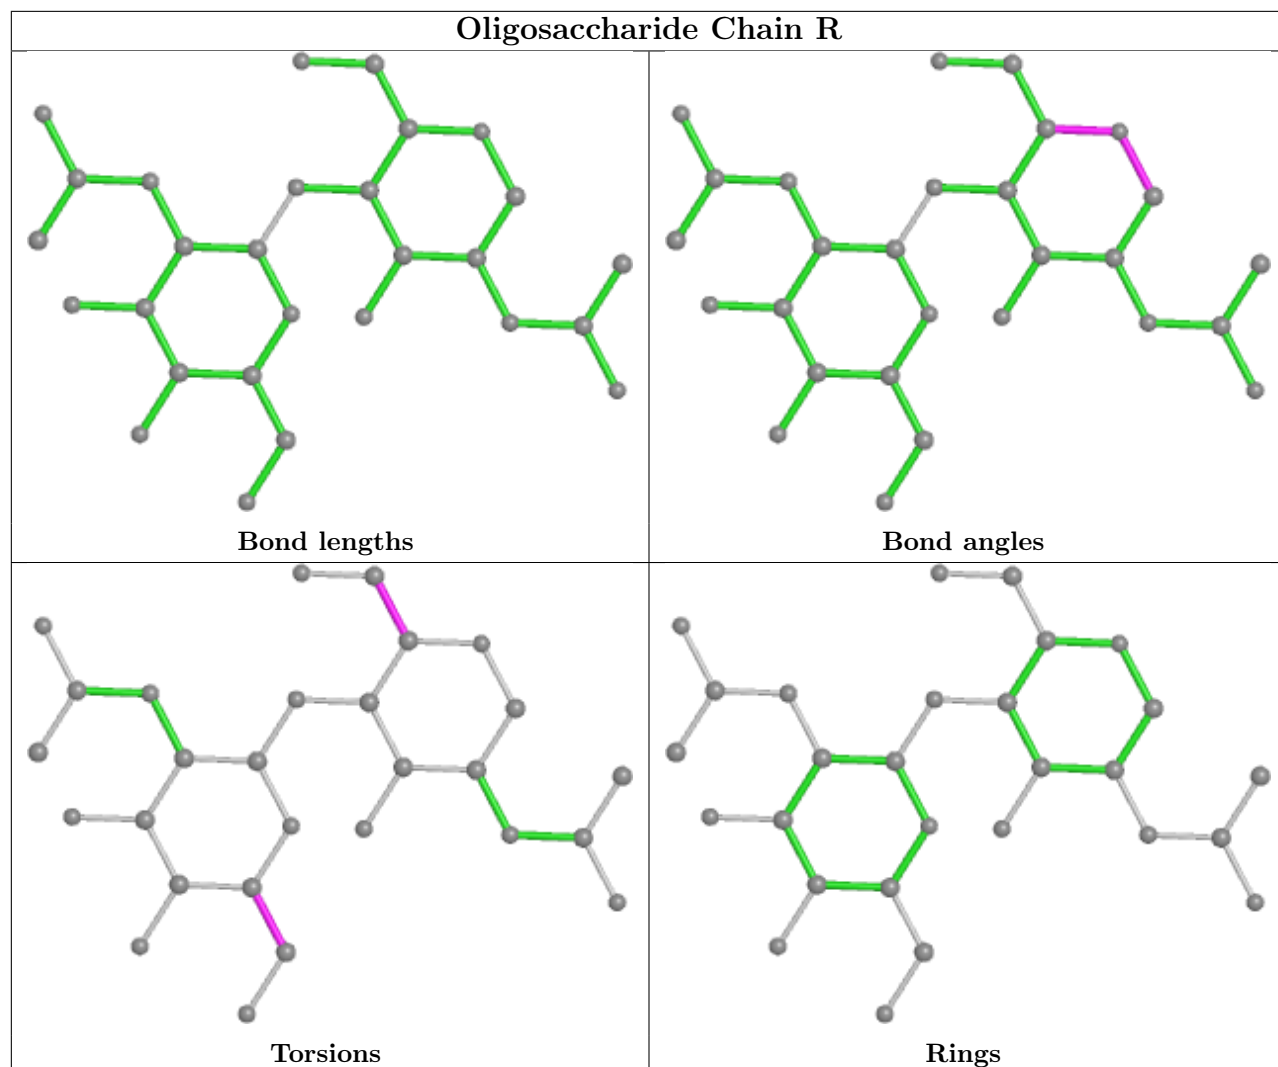 Oligosaccharide Chain R
Bond lengths
Bond angles
Torsions
Rings